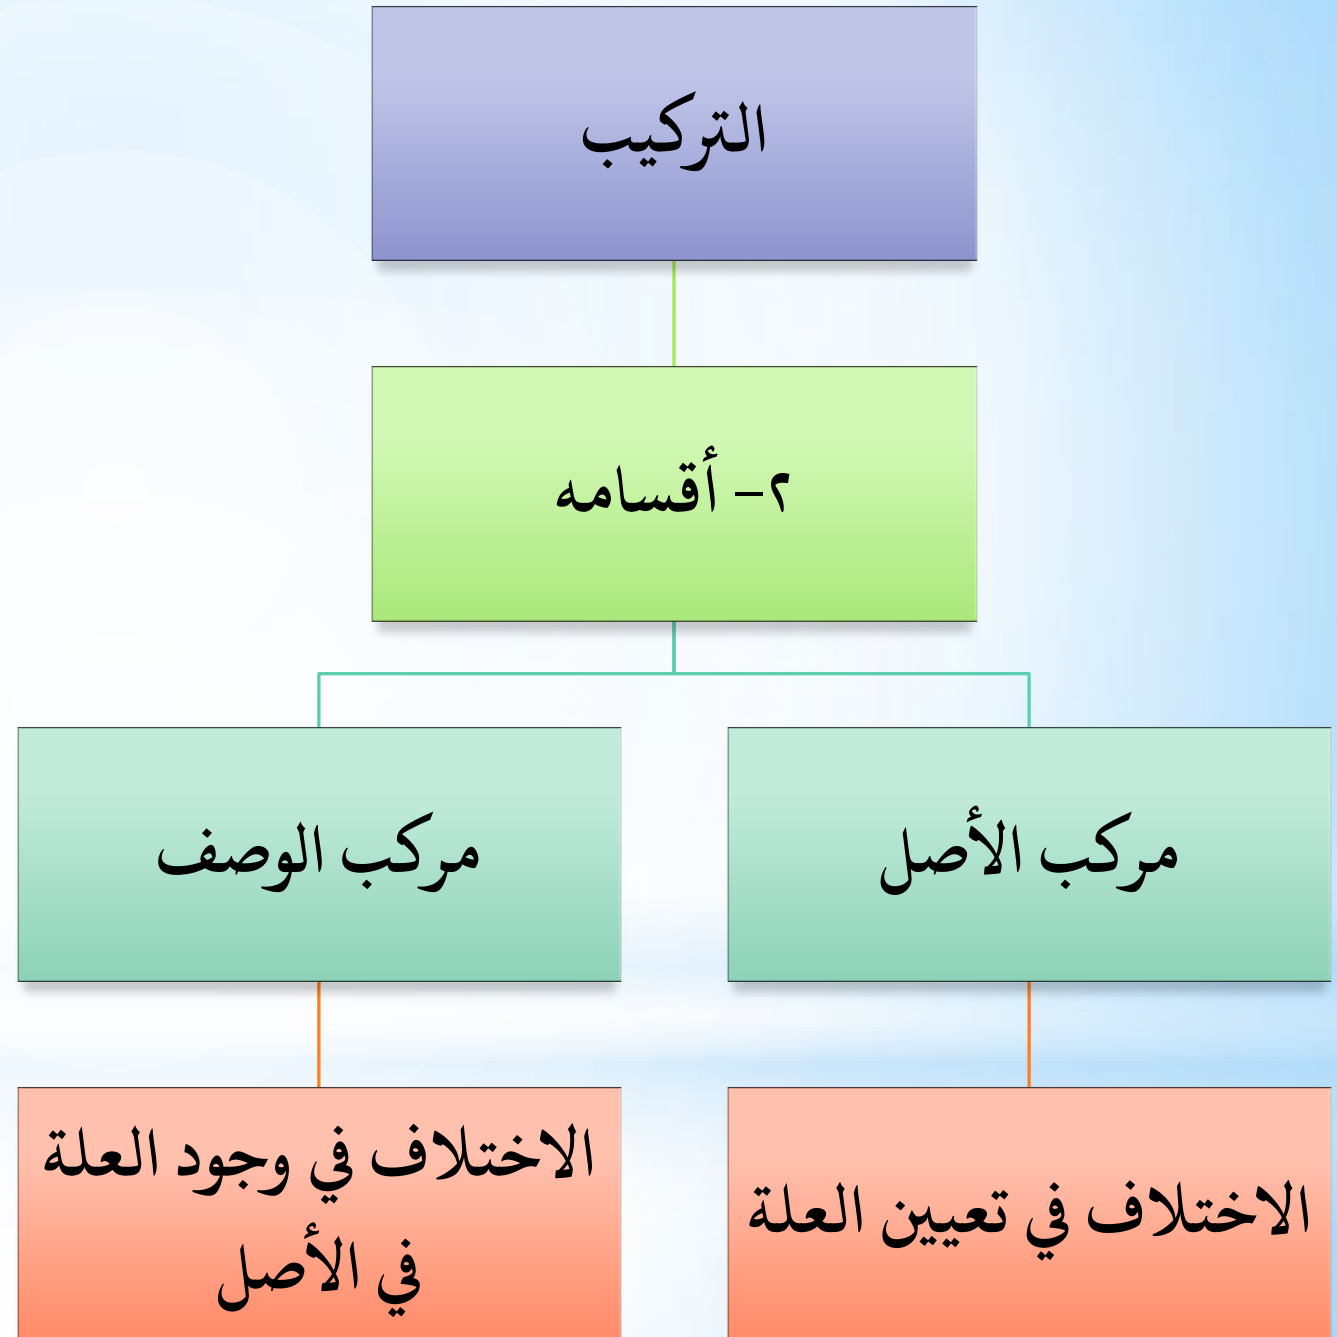 التركيب
٢- أقسامه
مركب الأصل
مركب الوصف
الاختلاف في تعيين العلة
الاختلاف في وجود العلة
في الأصل